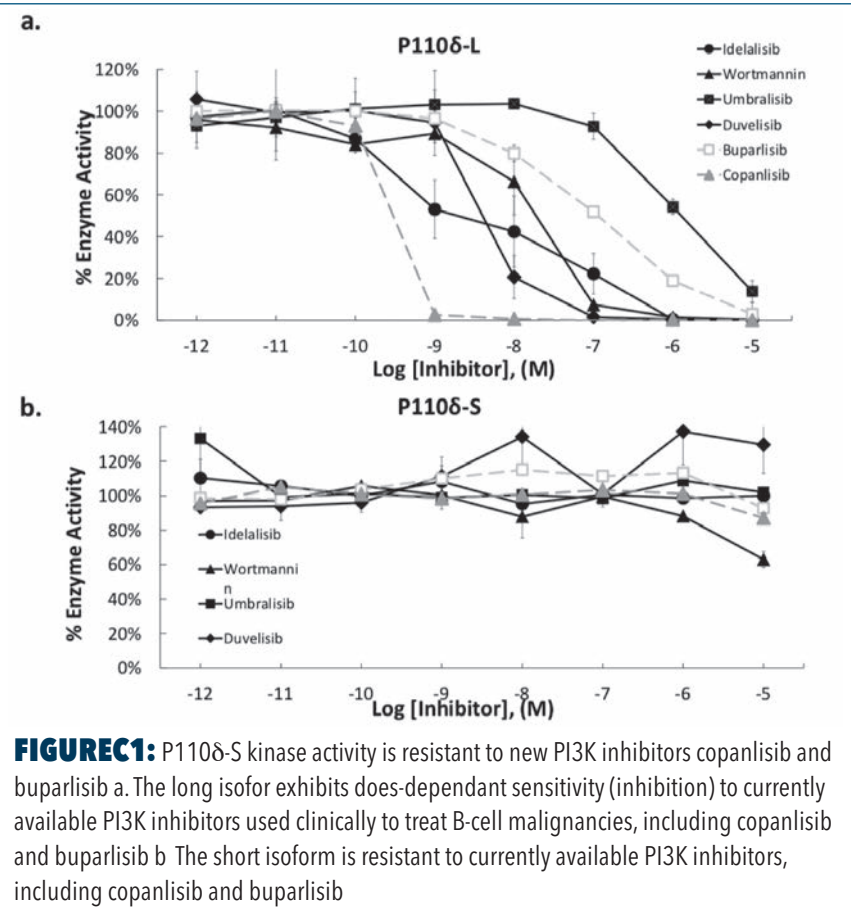 a.
P110δ-L
Idelalisib
Wortmannin
Umbralisib
Duvelisib
Buparlisib
Copanlisib
% Enzyme Activity
120%
100%
80%
60%
40%
20%
0%
-12 -11 -10 -9 -8 -7 -6 -5
Log [Inhibitor], (M)
b.
P110δ-S
% Enzyme Activity
140%
120%
100%
80%
60%
40%
20%
0%
Idelalisib
Wortmanni
n
Umbralisib
Duvelisib
-12 -11 -10 -9 -8 -7 -6 -5
Log [Inhibitor], (M)
FIGUREC1: P110δ-S kinase activity is resistant to new PI3K inhibitors copanlisib and
buparlisib a. The long isofor exhibits does-dependant sensitivity (inhibition) to currently
available PI3K inhibitors used clinically to treat B-cell malignancies, including copanlisib
and buparlisib b The short isoform is resistant to currently available PI3K inhibitors,
including copanlisib and buparlisib